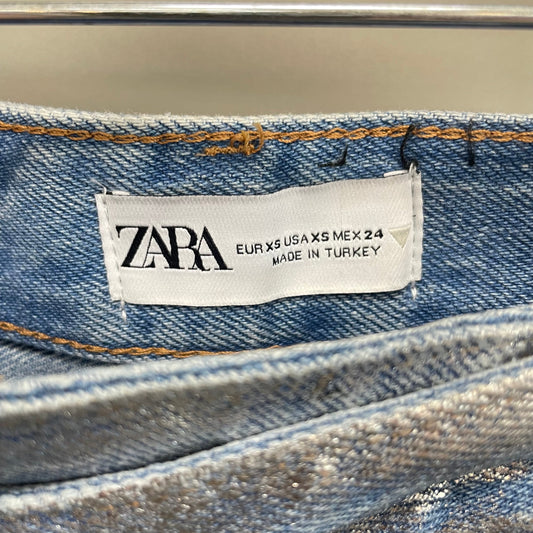 ZARA
EUR XS USA XS MEX 24
MADE IN TURKEY